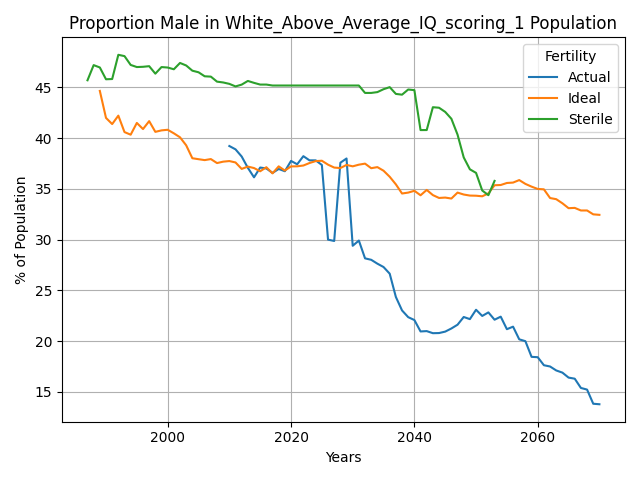 Proportion Male in White_Above_Average_IQ_scoring_1 Population
Fertility
Actual
Ideal
Sterile
% of Population
45
40
35
30
25
20
15
2000
2020
2040
2060
Years